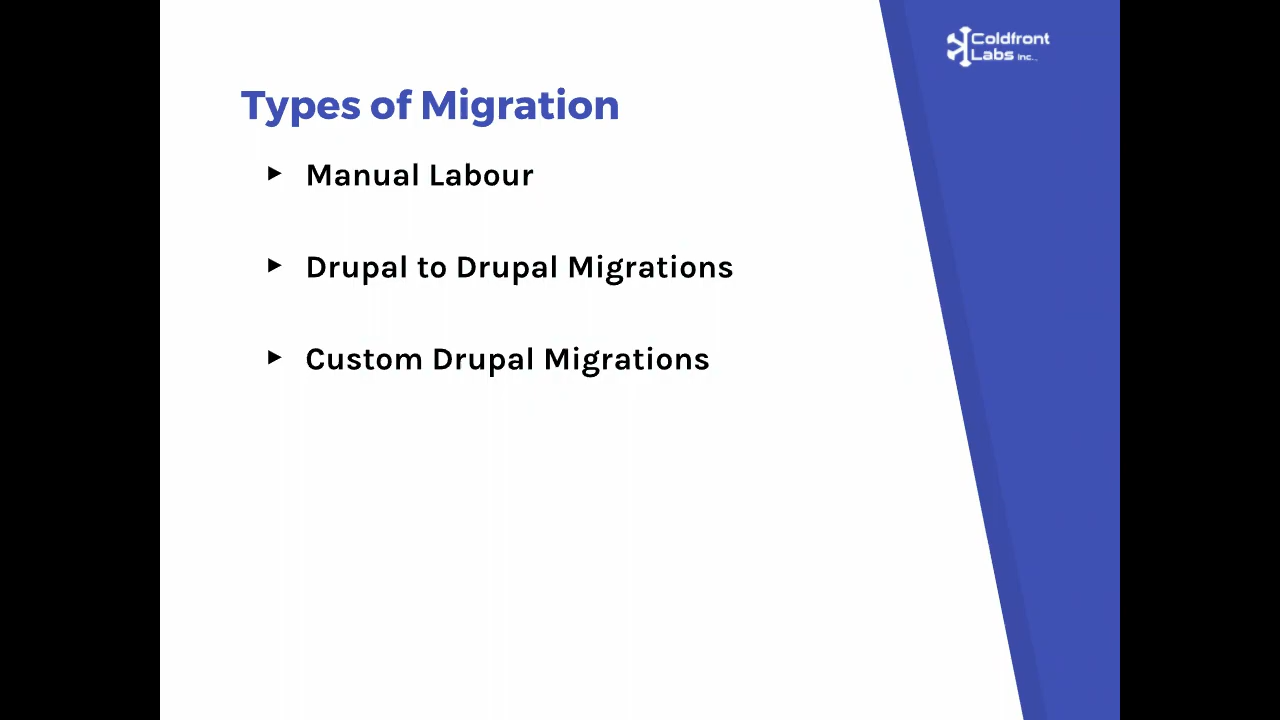 Coldfront
Labs Inc.
Types of Migration
Manual Labour
Drupal to Drupal Migrations
Custom Drupal Migrations